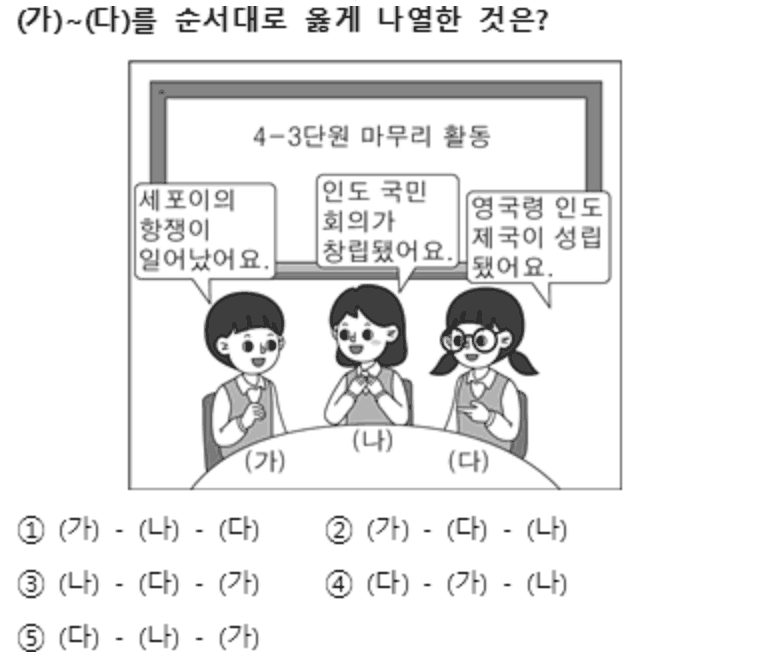 (가)~(다)를 순서대로 옳게 나열한 것은?
4-3단원 마무리 활동
세포이의
항쟁이
일어났어요.
인도 국민
회의가
창립됐어요.
영국령 인도
제국이 성립
됐어요.
(가)
(나)
(다)
① (가) - (나) - (다)
② (가) - (다) - (나)
③ (나) - (다) - (가)
④ (다) - (가) - (나)
⑤ (다) - (나) - (가)